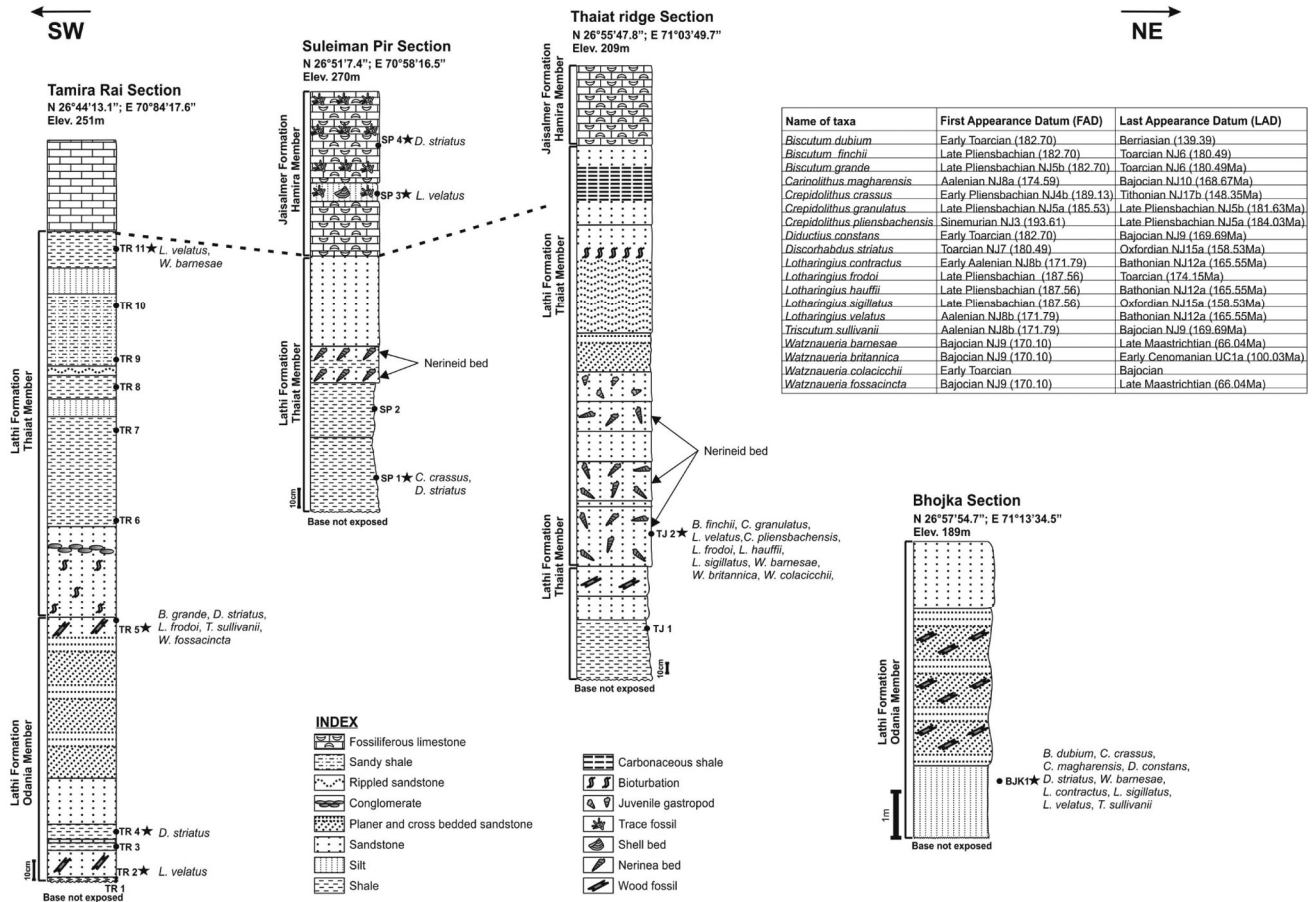 SW
NE
Tamira Rai Section
N 26°44'13.1"; E 70°84'17.6"
Elev. 251m
Lathi Formation
Thaiat Member
Lathi Formation
Odania Member
TR 11★ L. velatus,
W. barnesae
TR 10
TR 9
TR 8
TR 7
TR 6
B. grande, D. striatus,
TR 5★ L. frodoi, T. sullivanii,
W. fossacincta
TR 4★ D. striatus
TR 3
TR 2★ L. velatus
TR 1
10cm
Base not exposed
Suleiman Pir Section
N 26°51'7.4"; E 70°58'16.5"
Elev. 270m
Jaisalmer Formation
Hamira Member
Lathi Formation
Thaiat Member
SP 4★ D. striatus
SP 3★ L. velatus
Nerineid bed
SP 2
SP 1★ C. crassus,
D. striatus
10cm
Base not exposed
Thaiat ridge Section
N 26°55'47.8"; E 71°03'49.7"
Elev. 209m
Jaisalmer Formation
Hamira Member
Lathi Formation
Thaiat Member
Lathi Formation
Thaiat Member
Nerineid bed
B. finchii, C. granulatus,
TJ 2★ L. velatus,C. pliensbachensis,
L. frodoi, L. hauffii,
L. sigillatus, W. barnesae,
W. britannica, W. colacicchii,
TJ 1
10cm
Base not exposed
Name of taxa First Appearance Datum (FAD) Last Appearance Datum (LAD)
Biscutum dubium Early Toarcian (182.70) Berriasian (139.39)
Biscutum finchii Late Pliensbachian (182.70) Toarcian NJ6 (180.49)
Biscutum grande Late Pliensbachian NJ5b (182.70) Toarcian NJ6 (180.49Ma)
Carinolithus magharensis Aalenian NJ8a (174.59) Bajocian NJ10 (168.67Ma)
Crepidolithus crassus Early Pliensbachian NJ4b (189.13) Tithonian NJ17b (148.35Ma)
Crepidolithus granulatus Late Pliensbachian NJ5a (185.53) Late Pliensbachian NJ5b (181.63Ma)
Crepidolithus pliensbachensis Sinemurian NJ3 (193.61) Late Pliensbachian NJ5a (184.03Ma)
Diductius constans Early Toarcian (182.70) Bajocian NJ9 (169.69Ma)
Discorhadus striatus Toarcian NJ7 (180.49) Oxfordian NJ15a (158.53Ma)
Lotharingius contractus Early Aalenian NJ8b (171.79) Bathonian NJ12a (165.55Ma)
Lotharingius frodoi Late Pliensbachian (187.56) Toarcian (174.15Ma)
Lotharingius hauffii Late Pliensbachian (187.56) Bathonian NJ12a (165.55Ma)
Lotharingius sigillatus Late Pliensbachian (187.56) Oxfordian NJ15a (158.53Ma)
Lotharingius velatus Aalenian NJ8b (171.79) Bathonian NJ12a (165.55Ma)
Triscutum sullivanii Aalenian NJ8b (171.79) Bajocian NJ9 (169.69Ma)
Watznaueria barnesae Bajocian NJ9 (170.10) Late Maastrichtian (66.04Ma)
Watznaueria britannica Bajocian NJ9 (170.10) Early Cenomanian UC1a (100.03Ma)
Watznaueria colacicchii Early Toarcian Bajocian
Watznaueria fossacincta Bajocian NJ9 (170.10) Late Maastrichtian (66.04Ma)
Bhojka Section
N 26°57'54.7"; E 71°13'34.5"
Elev. 189m
Lathi Formation
Odania Member
B. dubium, C. crassus,
C. magharensis, D. constans,
BJK1★ D. striatus, W. barnesae,
L. contractus, L. sigillatus,
L. velatus, T. sullivanii
1m
Base not exposed
INDEX
Fossiliferous limestone
Sandy shale
Rippled sandstone
Conglomerate
Planer and cross bedded sandstone
Sandstone
Silt
Shale
Carbonaceous shale
Bioturbation
Juvenile gastropod
Trace fossil
Shell bed
Nerinea bed
Wood fossil